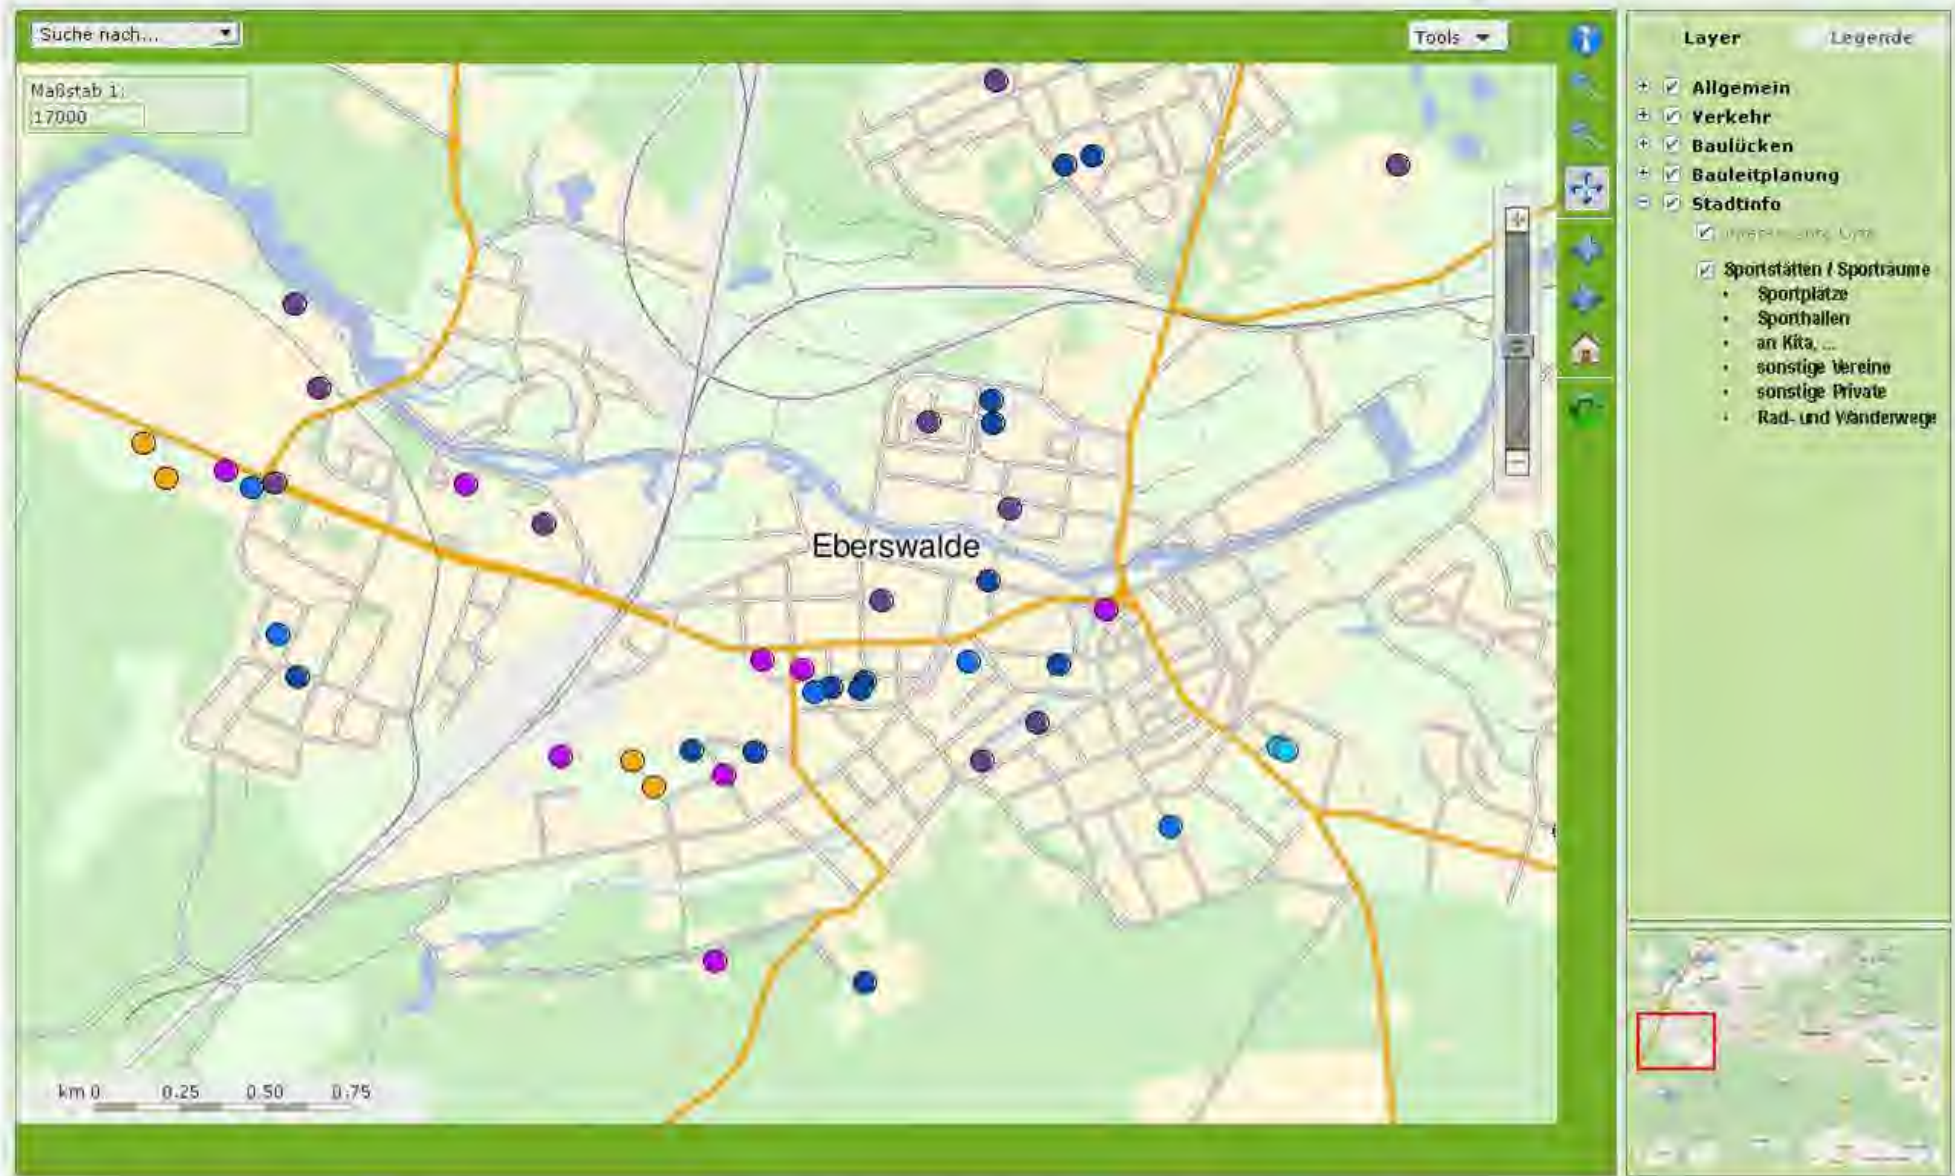 Suche nach...
Tools
Maßstab 1:
17000
Eberswalde
km 0 0.25 0.50 0.75
Layer Legende
Allgemein
Verkehr
Baulücken
Bauleitplanung
Stadtinfo
Sportstätten / Sporträume
Sportplätze
Sporthallen
an Kita, ...
sonstige Vereine
sonstige Private
Rad- und Wanderwege